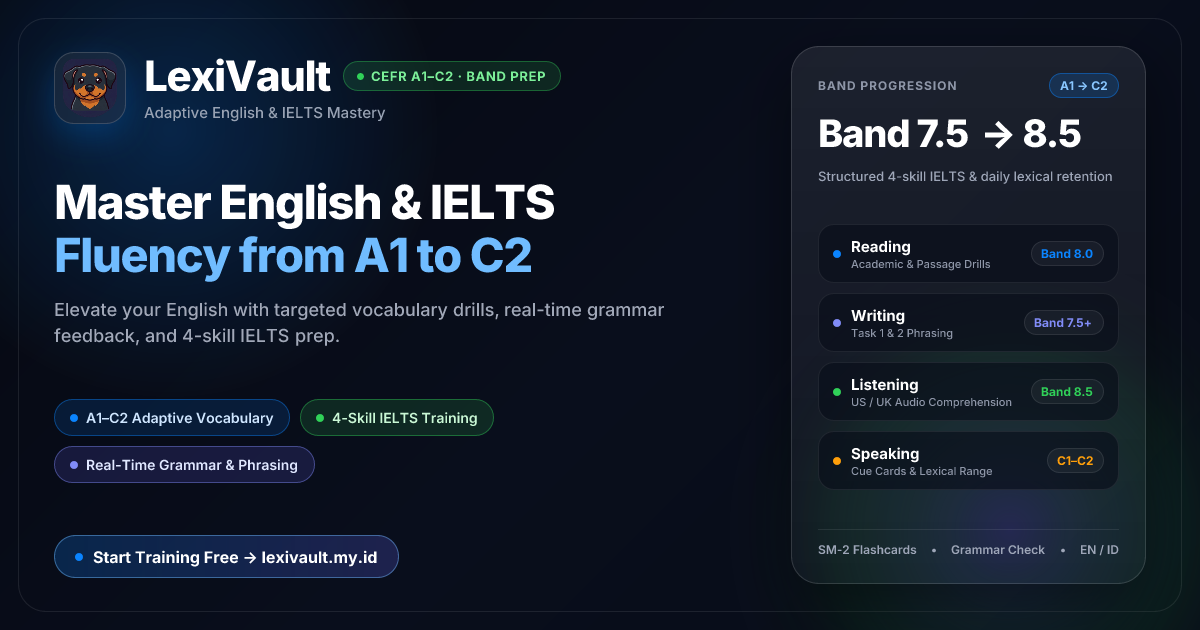 LexiVault
CEFR A1–C2 · BAND PREP
Adaptive English & IELTS Mastery
Master English & IELTS
Fluency from A1 to C2
Elevate your English with targeted vocabulary drills, real-time grammar
feedback, and 4-skill IELTS prep.
A1–C2 Adaptive Vocabulary
4-Skill IELTS Training
Real-Time Grammar & Phrasing
Start Training Free → lexivault.my.id
BAND PROGRESSION
A1 → C2
Band 7.5 → 8.5
Structured 4-skill IELTS & daily lexical retention
Reading
Academic & Passage Drills
Band 8.0
Writing
Task 1 & 2 Phrasing
Band 7.5+
Listening
US / UK Audio Comprehension
Band 8.5
Speaking
Cue Cards & Lexical Range
C1–C2
SM-2 Flashcards • Grammar Check • EN / ID